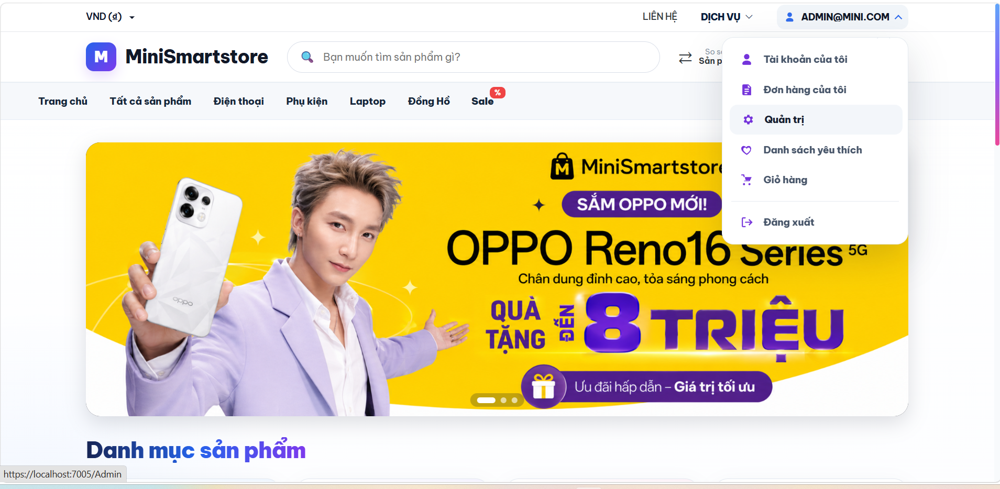 VND (₫)
LIÊN HỆ
DỊCH VỤ
ADMIN@MINI.COM
M
MiniSmartstore
Bạn muốn tìm sản phẩm gì?
So
Sản
Tài khoản của tôi
Đơn hàng của tôi
Quản trị
Danh sách yêu thích
Giỏ hàng
Đăng xuất
Trang chủ
Tất cả sản phẩm
Điện thoại
Phụ kiện
Laptop
Đồng Hồ
Sale
%
M
MiniSmartstore
SẮM OPPO MỚI!
OPPO Reno16 Series 5G
Chân dung đỉnh cao, tỏa sáng phong cách
QUÀ TẶNG ĐẾN 8 TRIỆU
Ưu đãi hấp dẫn – Giá trị tối ưu
oppo
Danh mục sản phẩm
https://localhost:7005/Admin